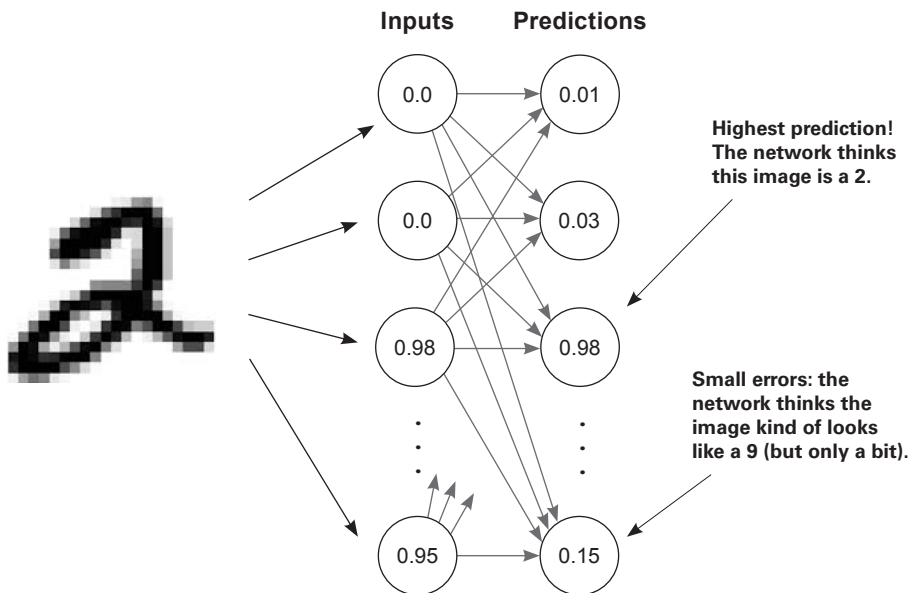 Inputs Predictions
0.0 0.01
Highest prediction!
The network thinks
this image is a 2.
0.0 0.03
0.98 0.98
Small errors: the
network thinks the
image kind of looks
like a 9 (but only a bit).
0.95 0.15